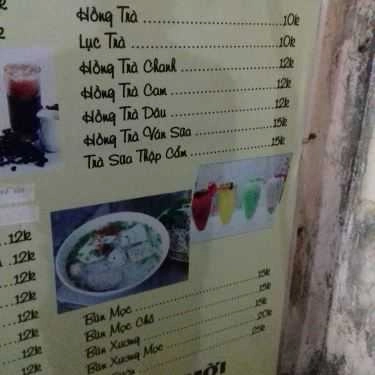 Hồng Trà 10k
Lục Trà 10k
Hồng Trà Chanh 12k
Hồng Trà Cam 12k
Hồng Trà Dâu 12k
Hồng Trà Vân Sữa 15k
Trà Sữa Thập Cẩm 15k
12k
12k
12k
12k
12k
12k
Bún Mọc 15k
Bún Mọc Chả 15k
Bún Xương 20k
Bún Xương Mọc 25k